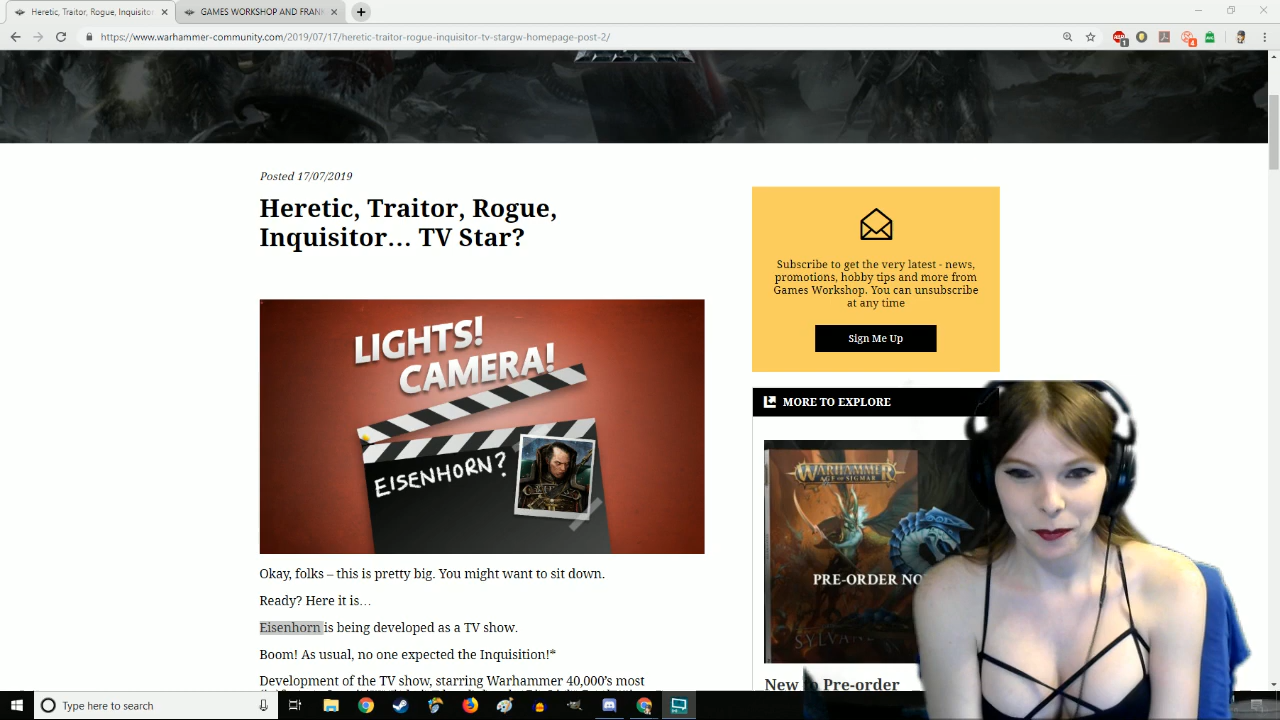 Heretic, Traitor, Rogue, Inquisitor
GAMES WORKSHOP AND FRAN
https://www.warhammer-community.com/2019/07/17/heretic-traitor-rogue-inquisitor-tv-stargw-homepage-post-2/
Posted 17/07/2019
Heretic, Traitor, Rogue,
Inquisitor… TV Star?
LIGHTS!
CAMERA!
EISENHORN?
Okay, folks – this is pretty big. You might want to sit down.
Ready? Here it is…
Eisenhorn is being developed as a TV show.
Boom! As usual, no one expected the Inquisition!*
Development of the TV show, starring Warhammer 40,000’s most
Subscribe to get the very latest - news,
promotions, hobby tips and more from
Games Workshop. You can unsubscribe
at any time
Sign Me Up
MORE TO EXPLORE
WARHAMMER
AGE OF SIGMAR
PRE-ORDER NO
SYLVAN
New to Pre-order
Type here to search